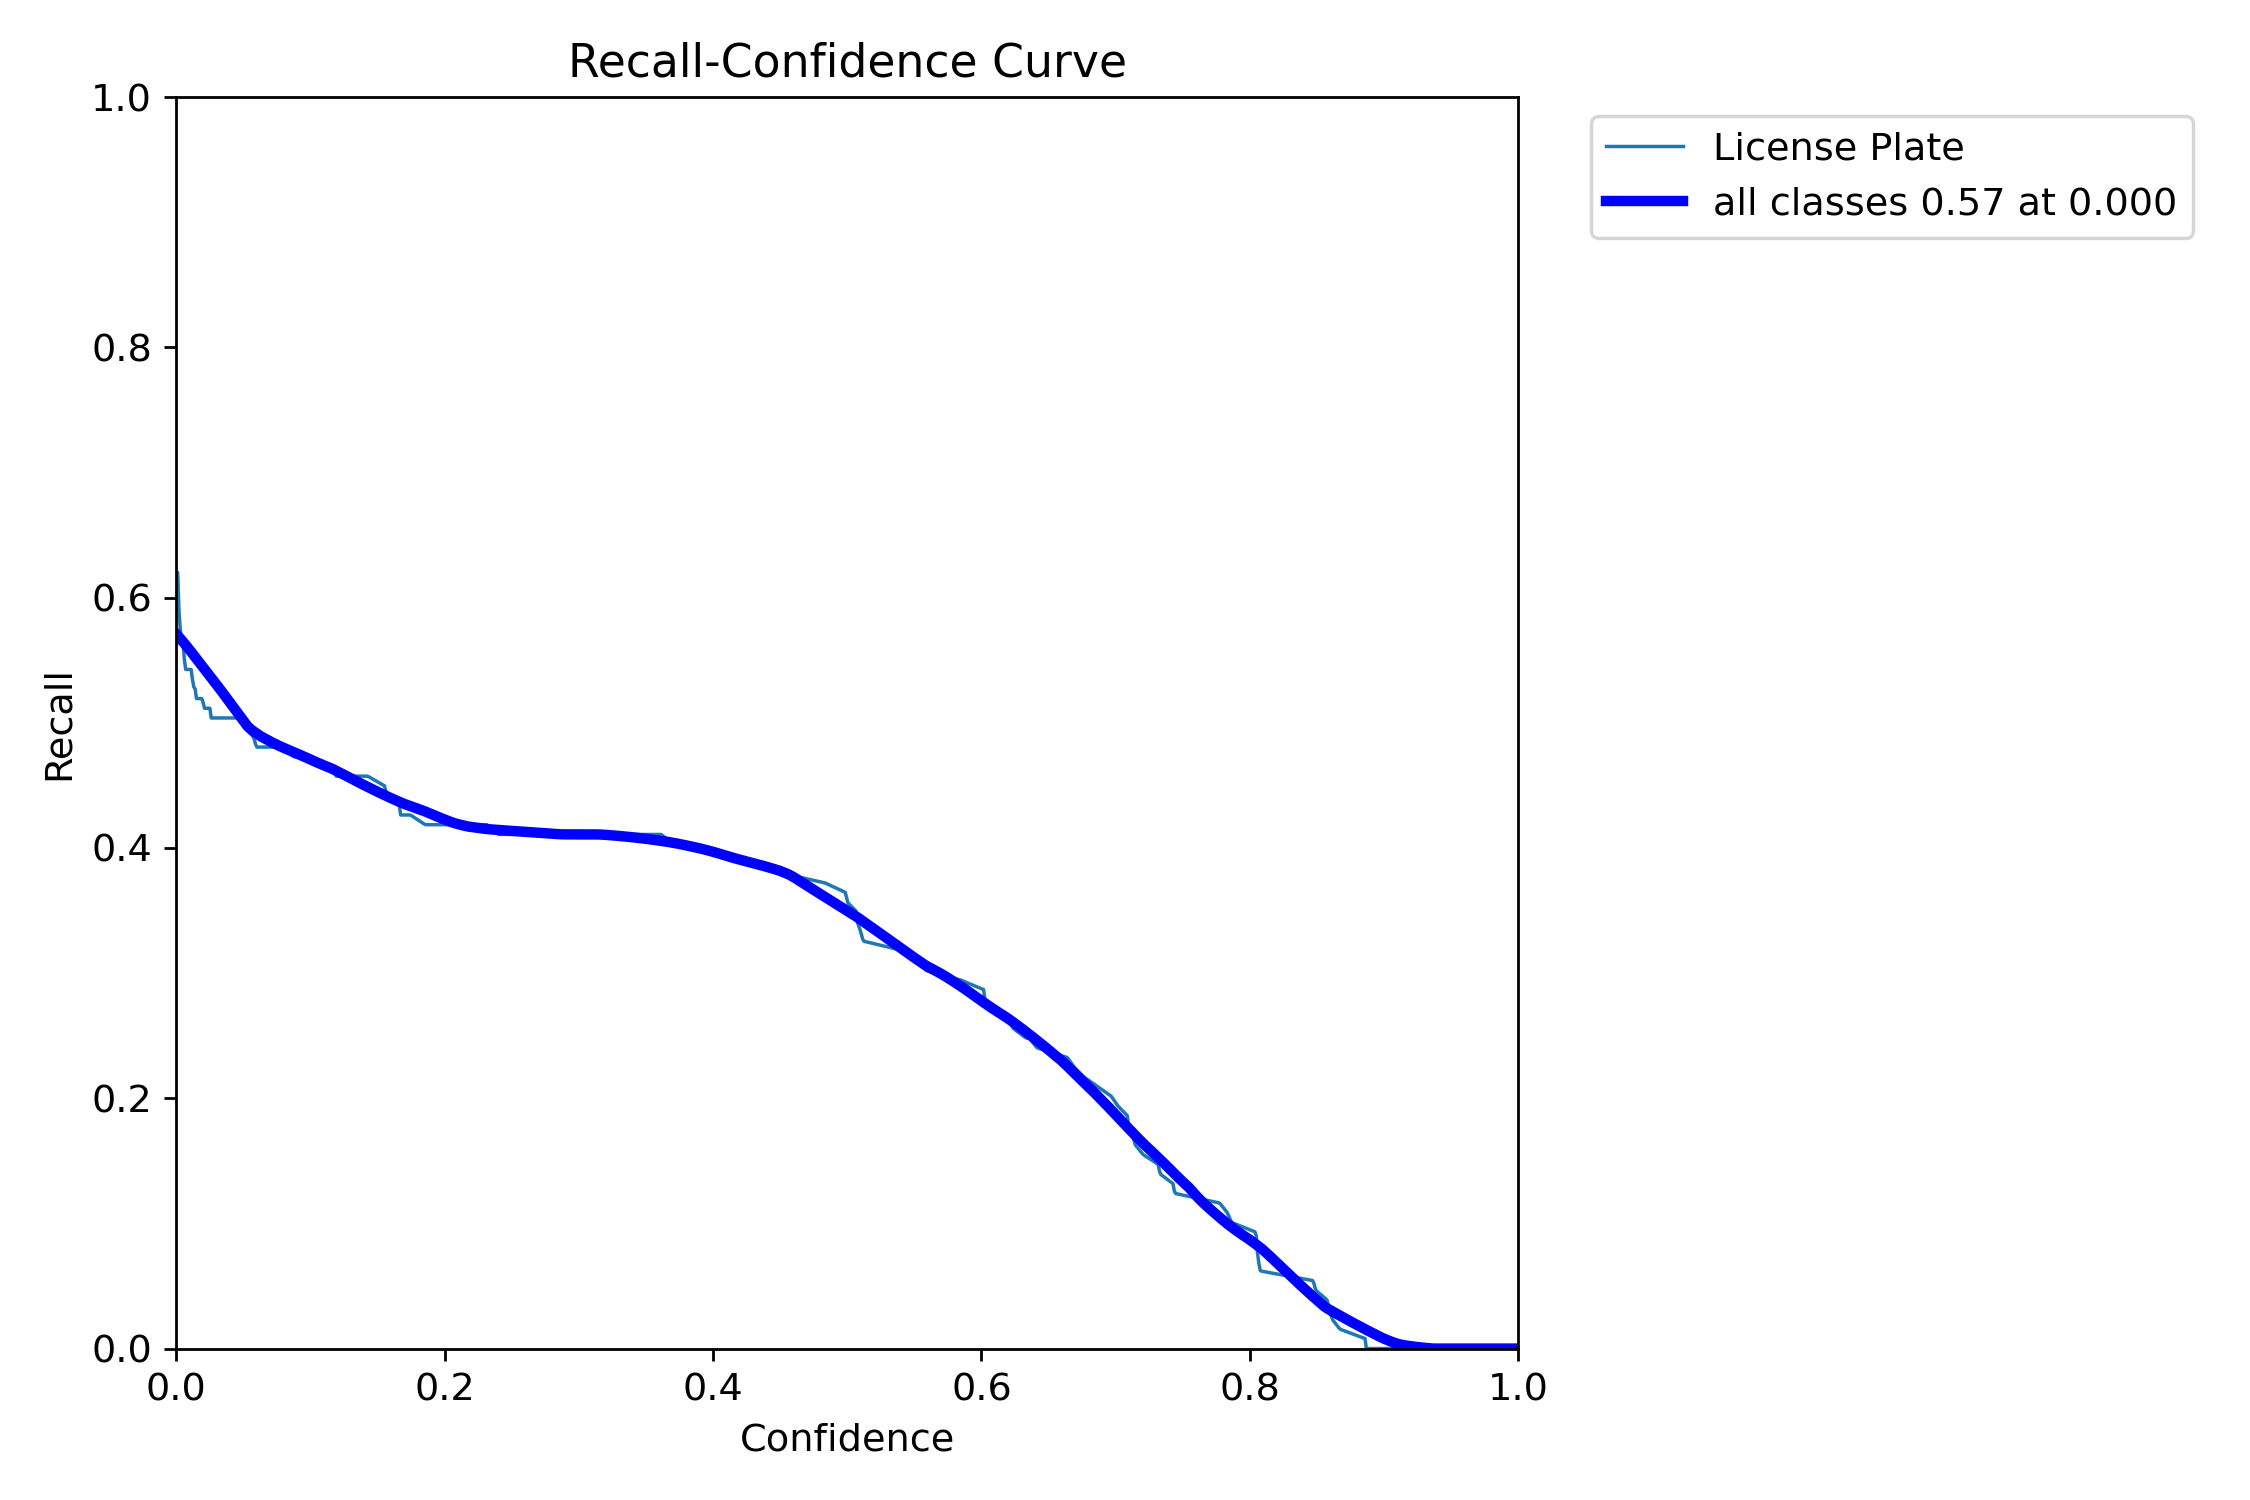 Recall-Confidence Curve
1.0
0.8
0.6
0.4
0.2
0.0
Recall
0.0 0.2 0.4 0.6 0.8 1.0
Confidence
License Plate
all classes 0.57 at 0.000